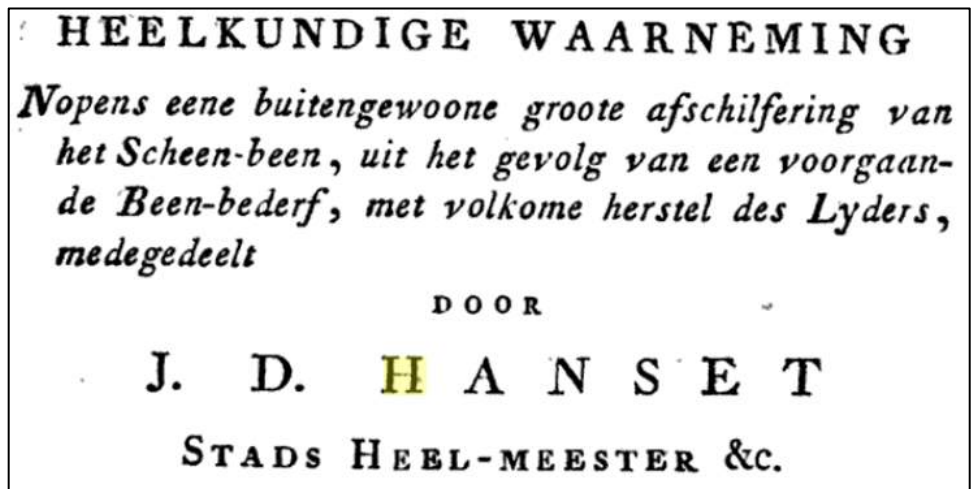 HEELKUNDIGE WAARNEMING
Nopens eene buitengewoone groote afschilfering van
het Scheen-been, uit het gevolg van een voorgaan-
de Been-bederf, met volkome herstel des Lyders,
medegedeelt
DOOR
J. D. HANSET
STADS HEEL-MEESTER &c.